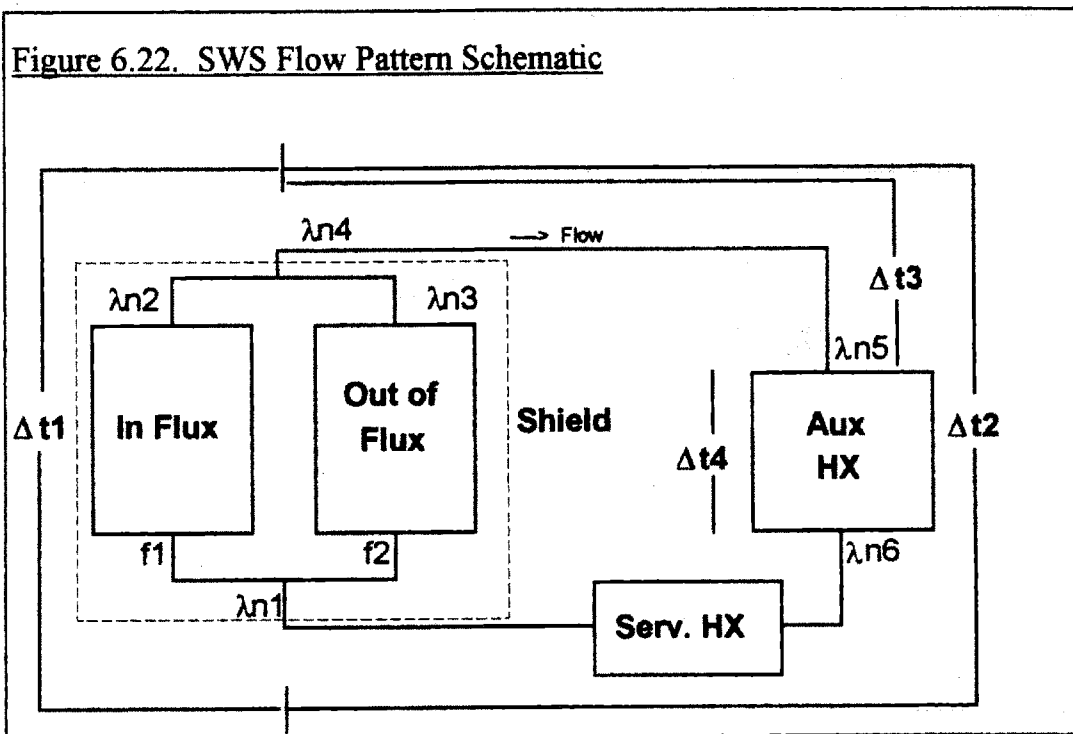 Figure 6.22. SWS Flow Pattern Schematic
λn4
—> Flow
λn2
λn3
Δt3
λn5
In Flux
Out of
Flux
Shield
Δt1
Aux
HX
Δt2
Δt4
f1
f2
λn6
λn1
Serv. HX